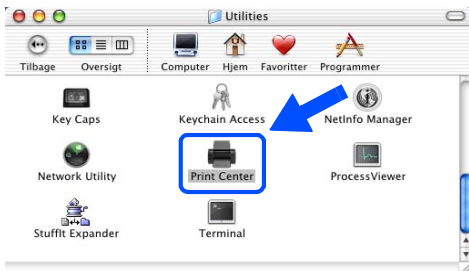 Utilities
Tilbage Oversigt Computer Hjem Favoritter Programmer
Key Caps Keychain Access NetInfo Manager
Network Utility Print Center ProcessViewer
StuffIt Expander Terminal